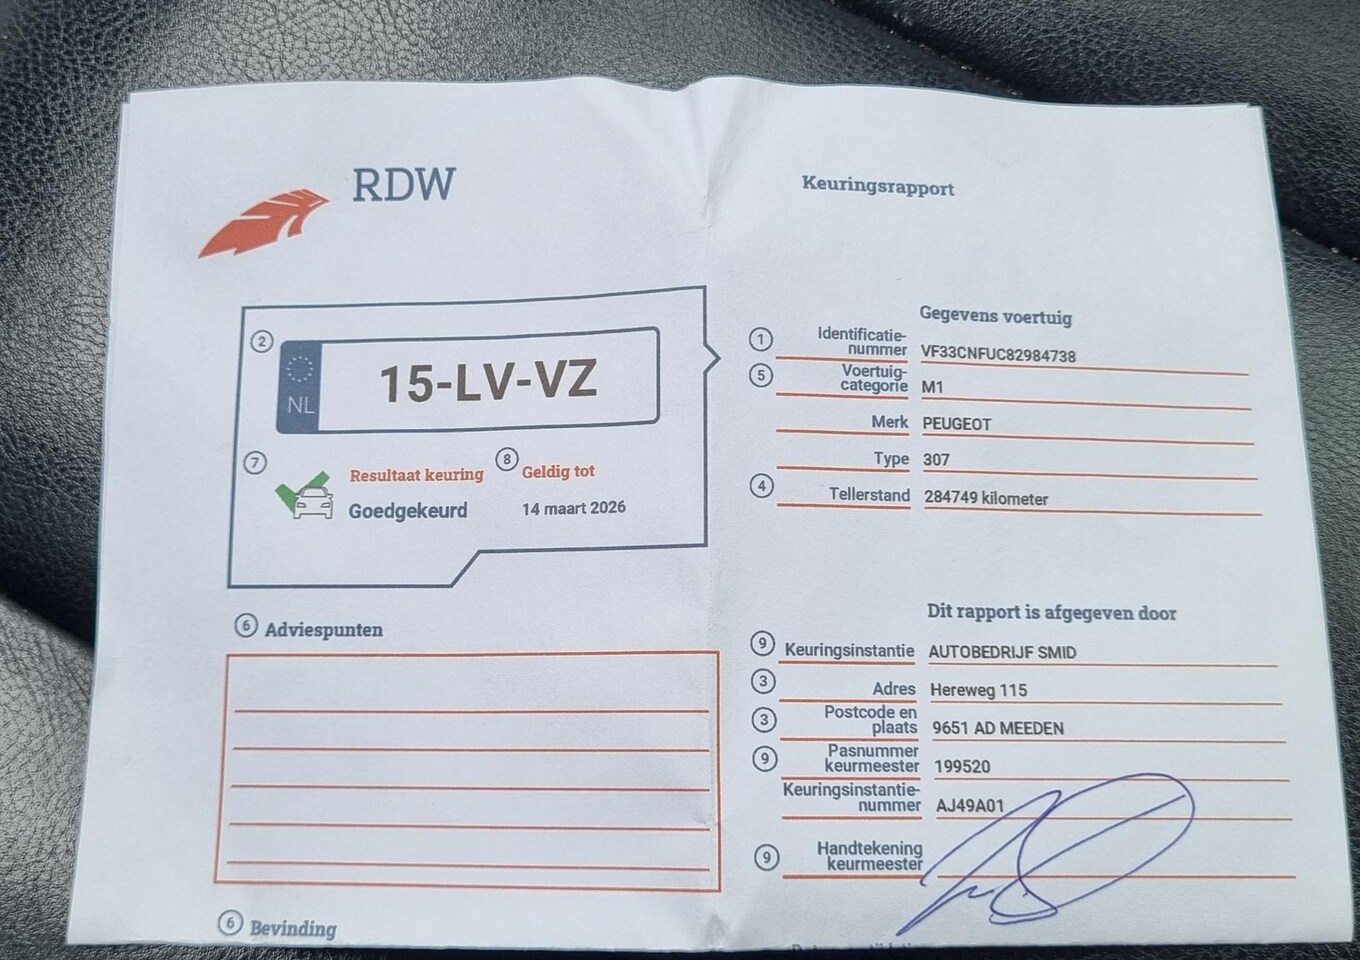 RDW
Keuringsrapport
2
NL
15-LV-VZ
7
Resultaat keuring
Goedgekeurd
8
Geldig tot
14 maart 2026
6 Adviespunten
6 Bevinding
Gegevens voertuig
1 Identificatie-
nummer VF33CNFUC82984738
5 Voertuig-
categorie M1
Merk PEUGEOT
Type 307
4 Tellerstand 284749 kilometer
Dit rapport is afgegeven door
9 Keuringsinstantie AUTOBEDRIJF SMID
3 Adres Hereweg 115
3 Postcode en
plaats 9651 AD MEEDEN
9 Pasnummer
keurmeester 199520
Keuringsinstantie-
nummer AJ49A01
9 Handtekening
keurmeester